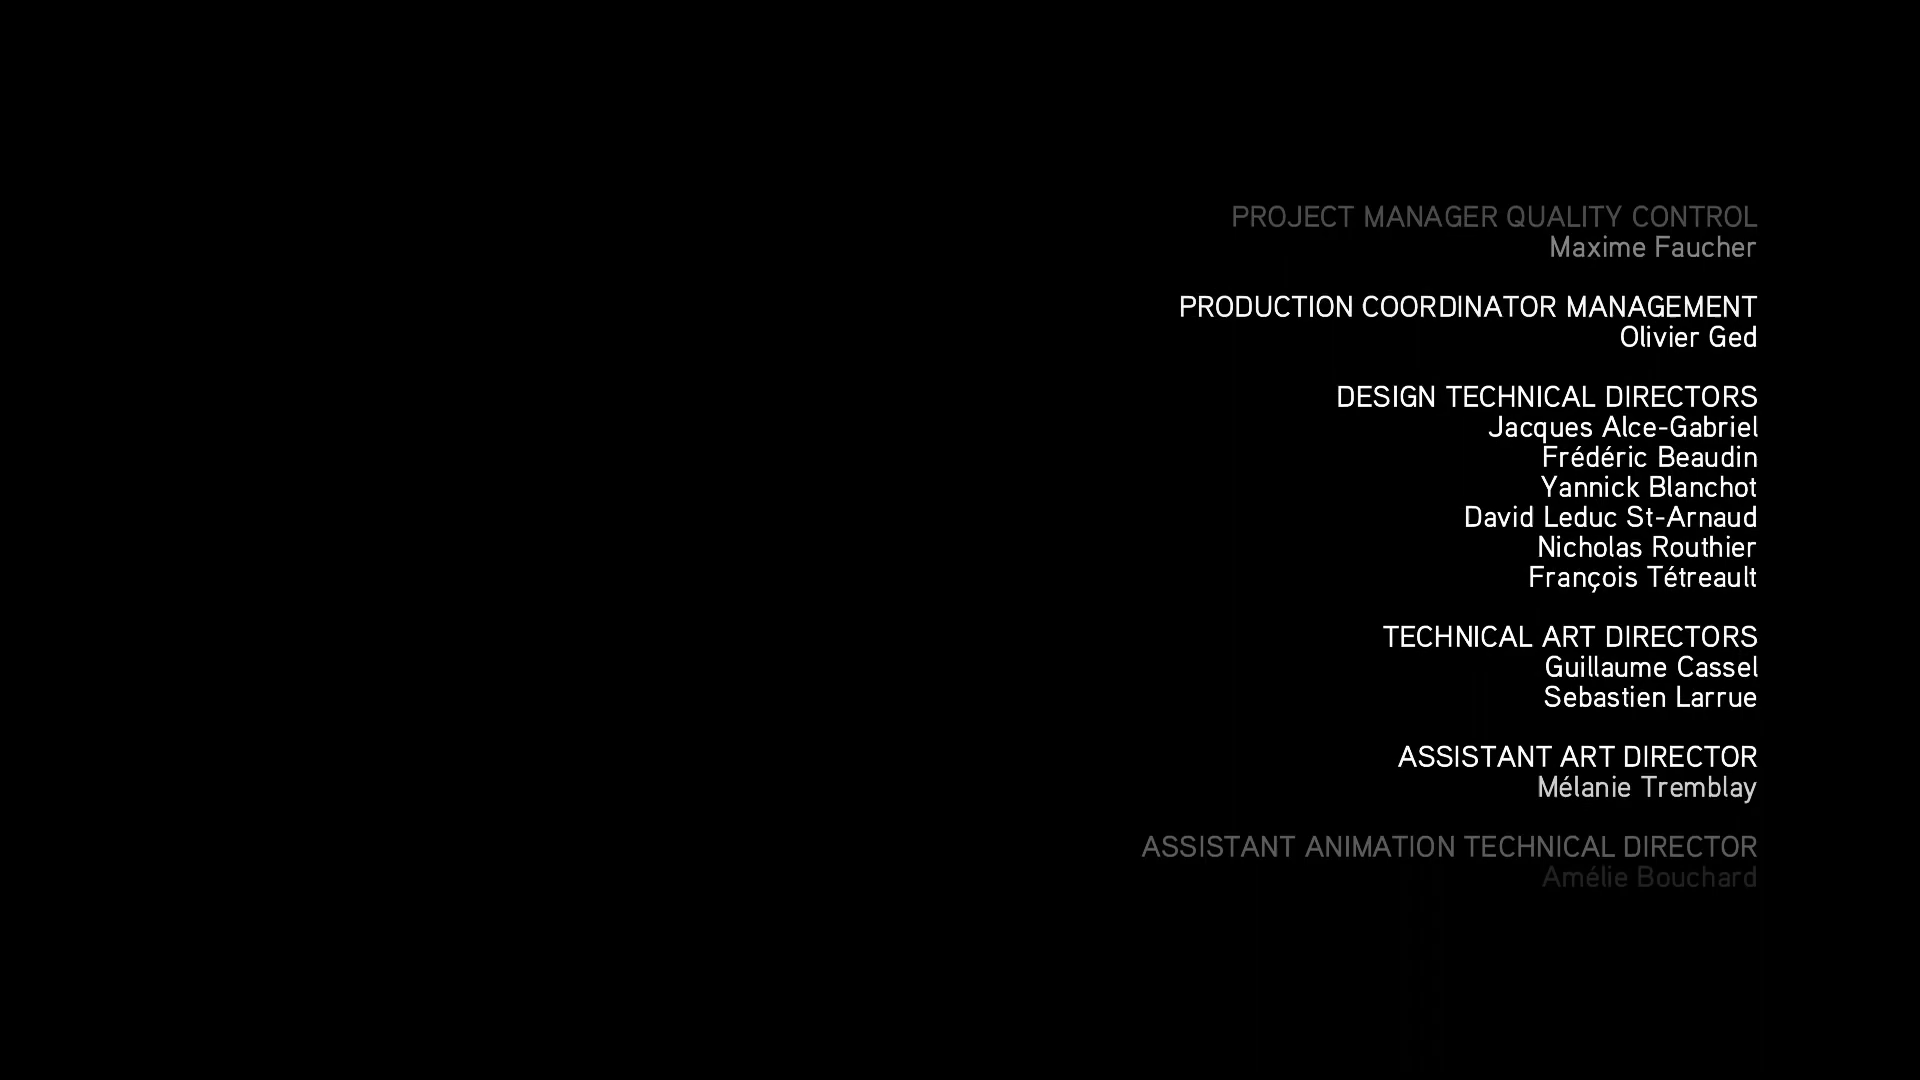 PROJECT MANAGER QUALITY CONTROL
Maxime Faucher
PRODUCTION COORDINATOR MANAGEMENT
Olivier Ged
DESIGN TECHNICAL DIRECTORS
Jacques Alce-Gabriel
Frédéric Beaudin
Yannick Blanchot
David Leduc St-Arnaud
Nicholas Routhier
François Tétreault
TECHNICAL ART DIRECTORS
Guillaume Cassel
Sebastien Larrue
ASSISTANT ART DIRECTOR
Mélanie Tremblay
ASSISTANT ANIMATION TECHNICAL DIRECTOR
Amélie Bouchard